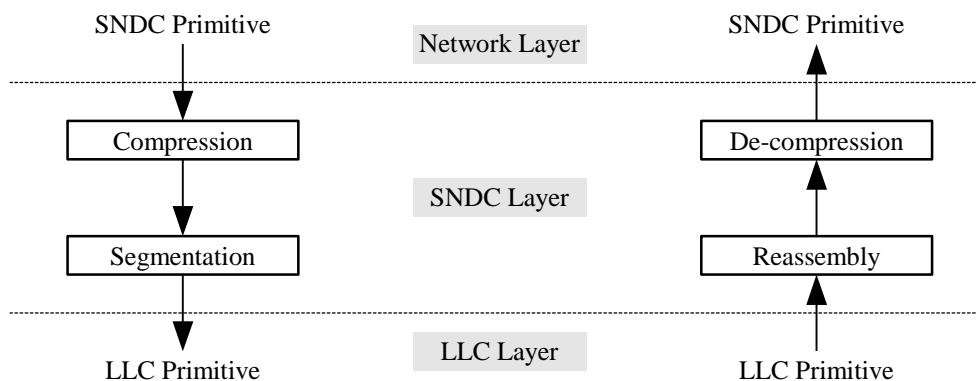 SNDC Primitive
Network Layer
SNDC Primitive
Compression
De-compression
SNDC Layer
Segmentation
Reassembly
LLC Layer
LLC Primitive
LLC Primitive